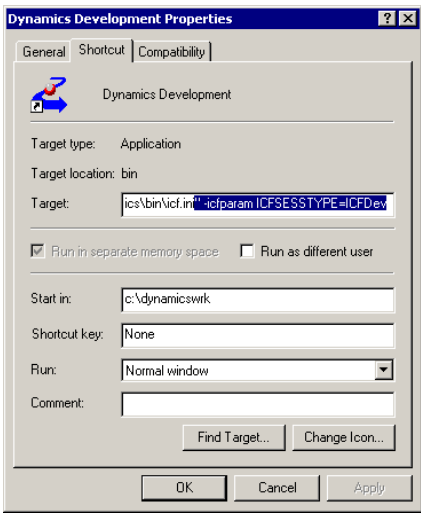 Dynamics Development Properties
General Shortcut Compatibility
Dynamics Development
Target type: Application
Target location: bin
Target: ics\bin\icf.ini" -icfparam ICFSESSTYPE=ICFDev
Run in separate memory space Run as different user
Start in: c:\dynamicswrk
Shortcut key: None
Run: Normal window
Comment:
Find Target... Change Icon...
OK Cancel Apply